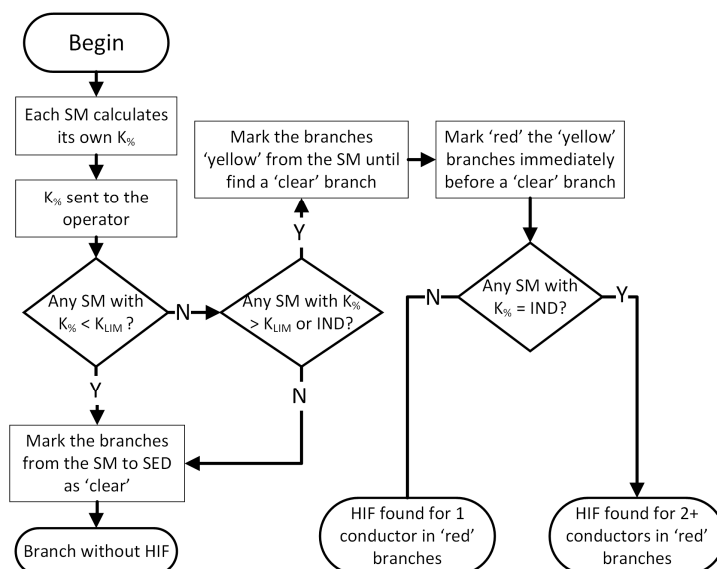 Begin
Each SM calculates
its own K%
K% sent to the
operator
Any SM with
K% < KLIM ?
N
Y
Mark the branches
from the SM to SED
as ‘clear’
Branch without HIF
Any SM with K%
> KLIM or IND?
Y
N
Mark the branches
‘yellow’ from the SM until
find a ‘clear’ branch
Mark ‘red’ the ‘yellow’
branches immediately
before a ‘clear’ branch
Any SM with
K% = IND?
N
Y
HIF found for 1
conductor in ‘red’
branches
HIF found for 2+
conductors in ‘red’
branches